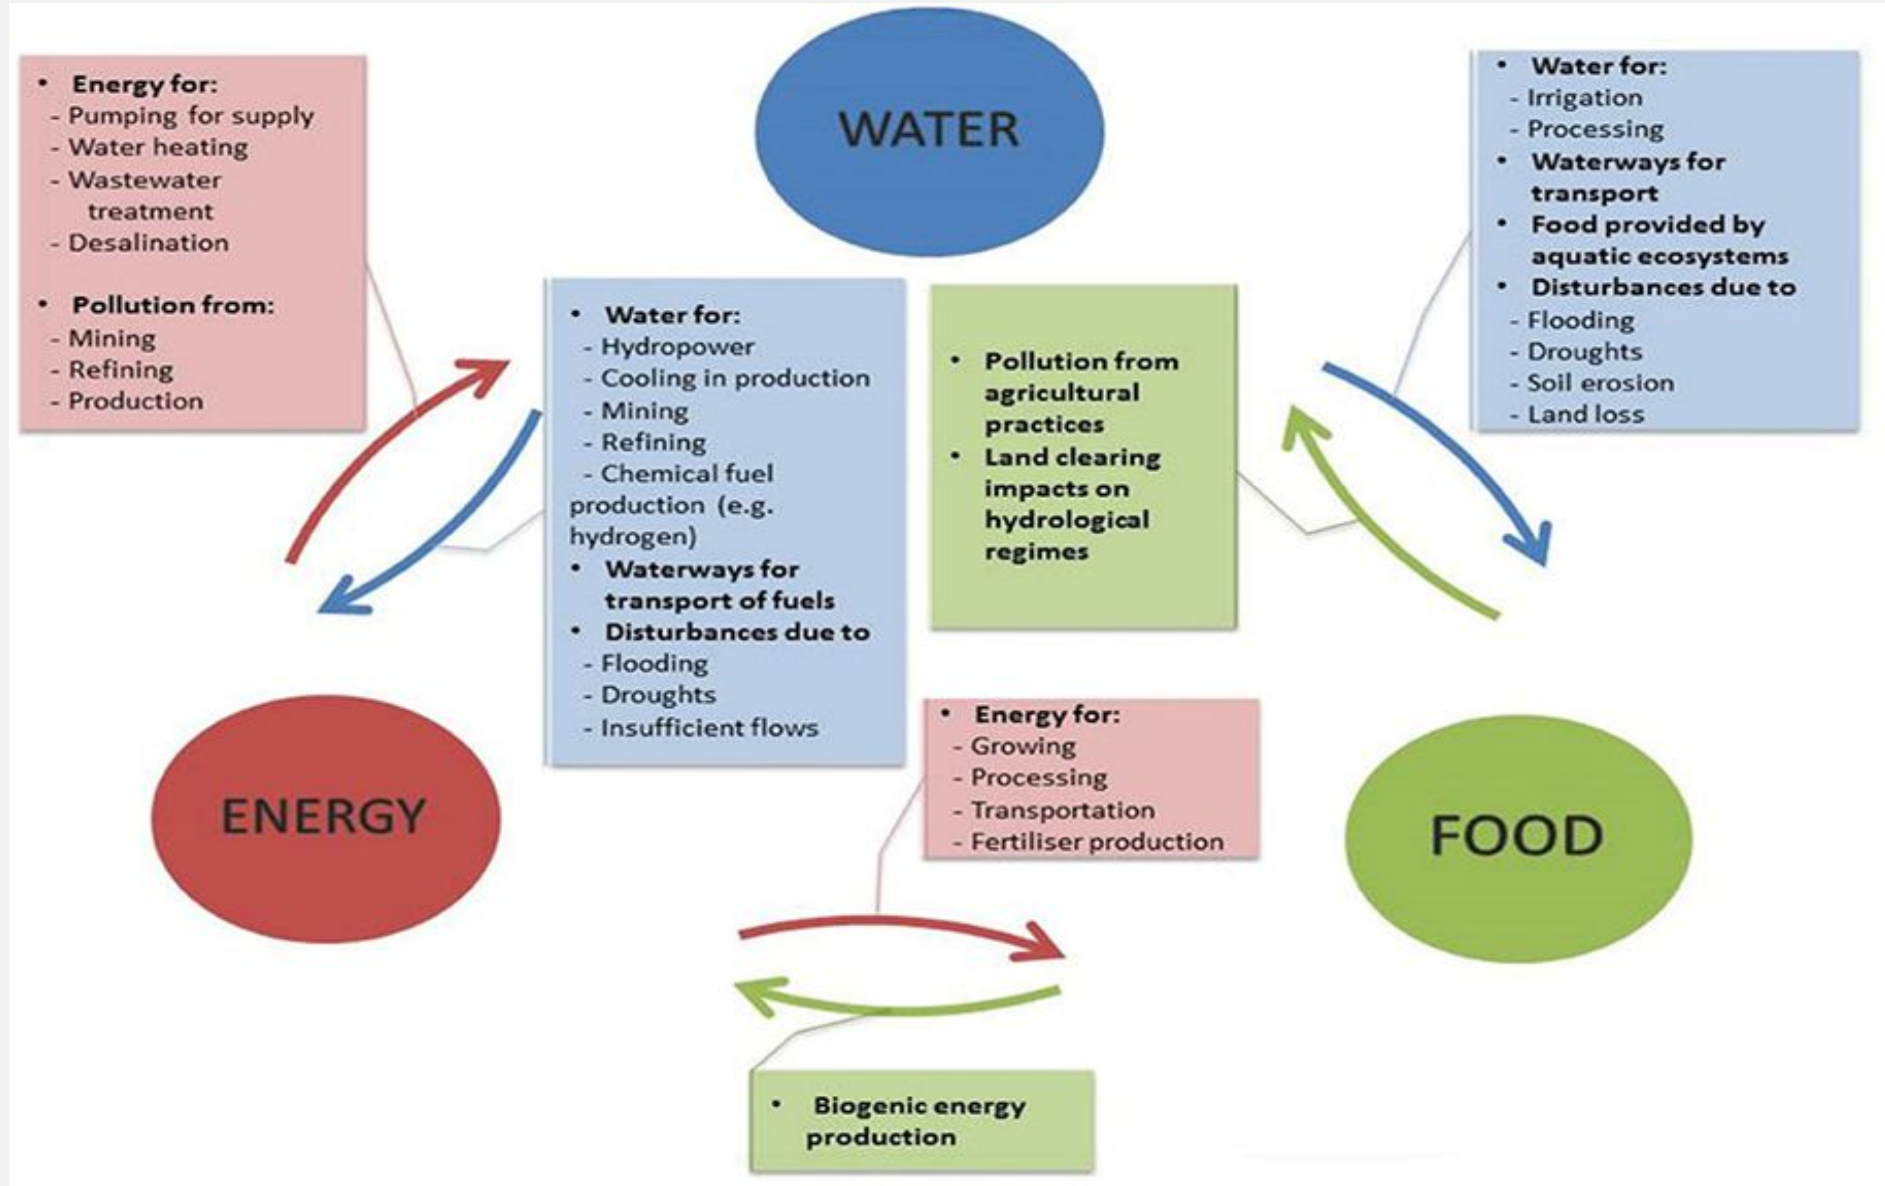 WATER
• Energy for:
- Pumping for supply
- Water heating
- Wastewater
treatment
- Desalination
• Pollution from:
- Mining
- Refining
- Production
• Water for:
- Hydropower
- Cooling in production
- Mining
- Refining
- Chemical fuel
production (e.g.
hydrogen)
• Waterways for
transport of fuels
• Disturbances due to
- Flooding
- Droughts
- Insufficient flows
• Pollution from
agricultural
practices
• Land clearing
impacts on
hydrological
regimes
• Water for:
- Irrigation
- Processing
• Waterways for
transport
• Food provided by
aquatic ecosystems
• Disturbances due to
- Flooding
- Droughts
- Soil erosion
- Land loss
ENERGY
• Energy for:
- Growing
- Processing
- Transportation
- Fertiliser production
FOOD
• Biogenic energy
production